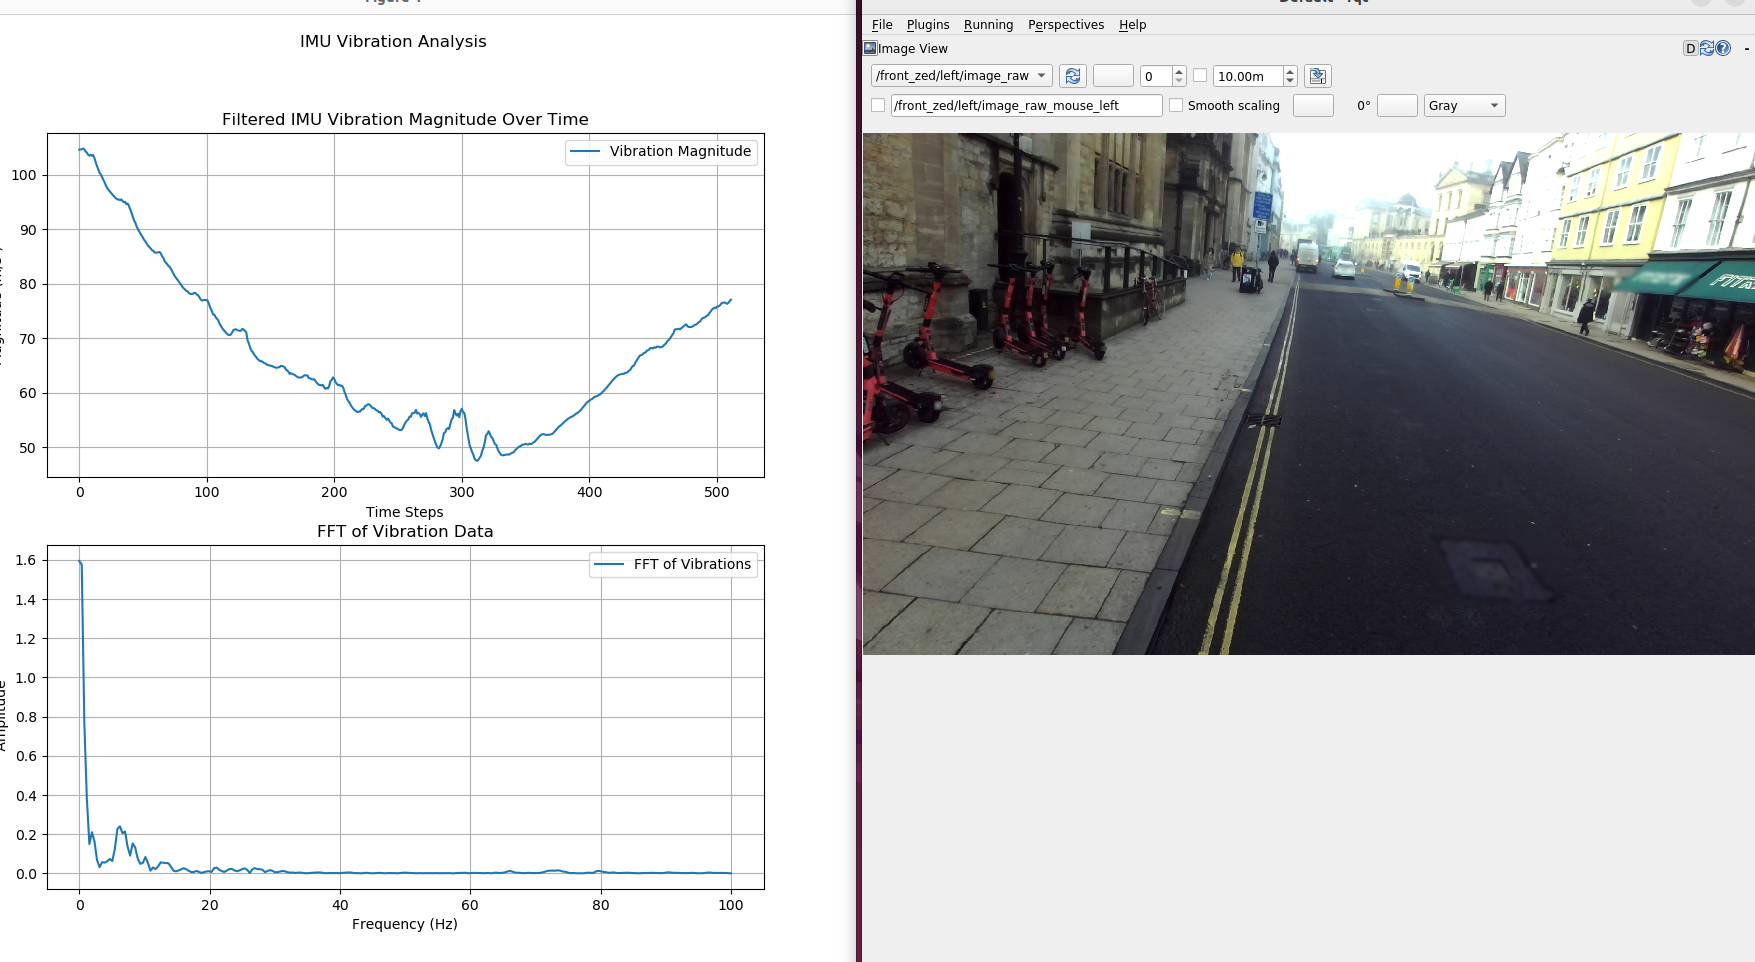 IMU Vibration Analysis
Filtered IMU Vibration Magnitude Over Time
Vibration Magnitude
100
90
80
70
60
50
0 100 200 300 400 500
Time Steps
FFT of Vibration Data
FFT of Vibrations
1.6
1.4
1.2
1.0
0.8
0.6
0.4
0.2
0.0
Amplitude
0 20 40 60 80 100
Frequency (Hz)
File Plugins Running Perspectives Help
Image View
D
/front_zed/left/image_raw 0 10.00m
/front_zed/left/image_raw_mouse_left Smooth scaling 0° Gray